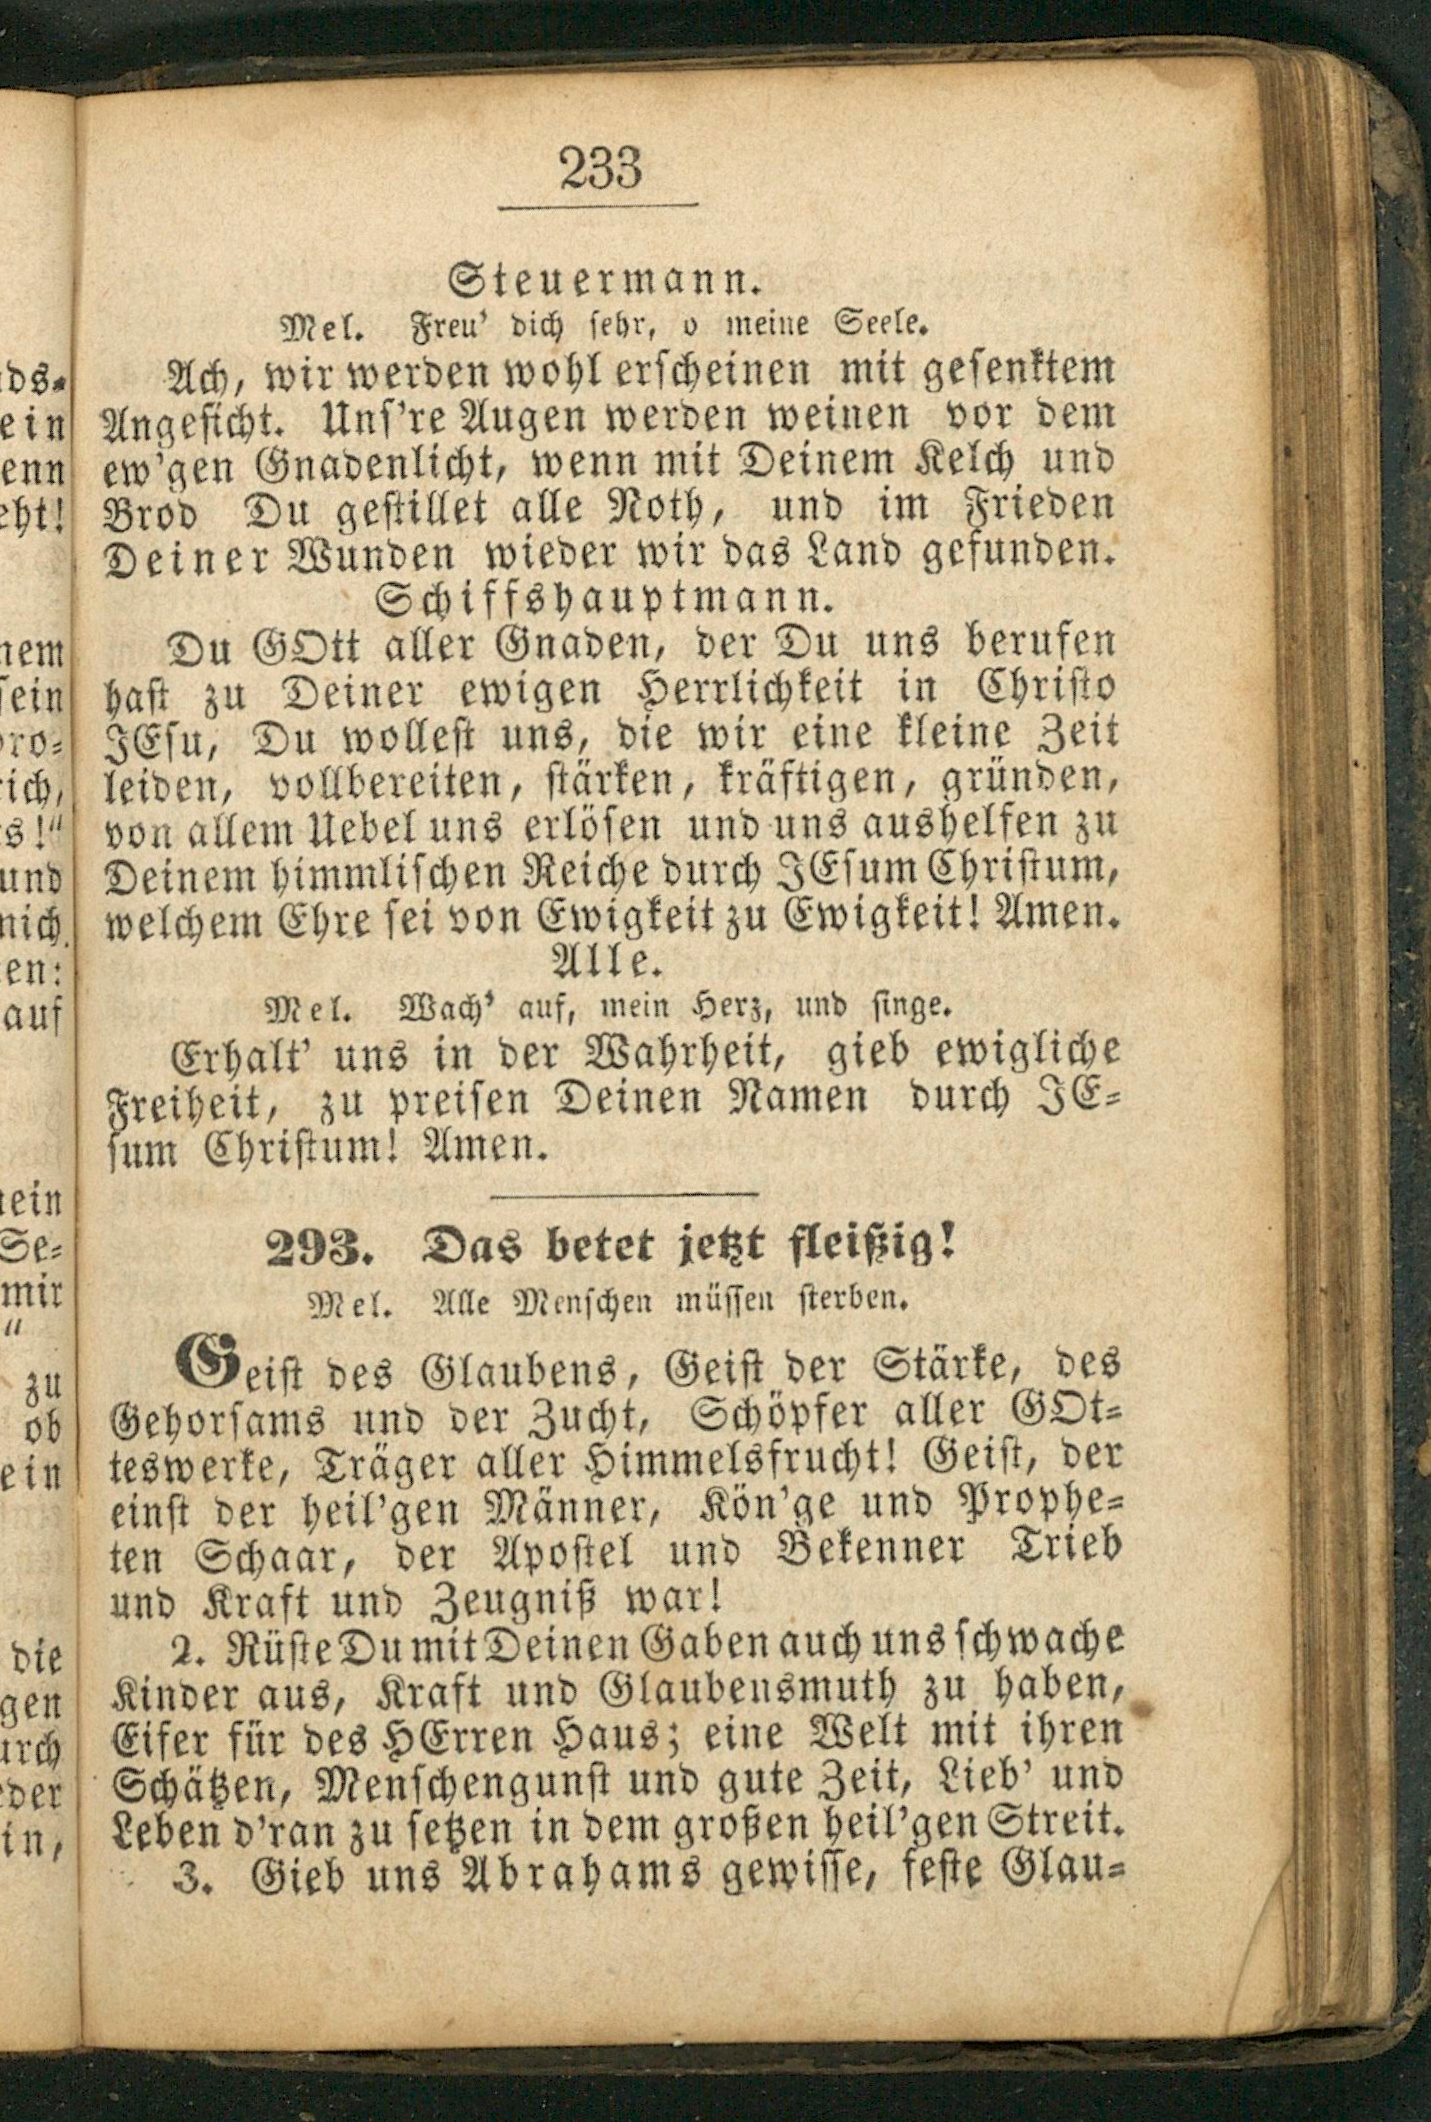 233
Steuermann.
Mel. Freu' dich sehr, o meine Seele.
Ach, wir werden wohl erscheinen mit gesenktem
Angesicht. Uns're Augen werden weinen vor dem
ew'gen Gnadenlicht, wenn mit Deinem Kelch und
Brod Du gestillet alle Noth, und im Frieden
Deiner Wunden wieder wir das Land gefunden.
Schiffshauptmann.
Du GOtt aller Gnaden, der Du uns berufen
hast zu Deiner ewigen Herrlichkeit in Christo
JEsu, Du wollest uns, die wir eine kleine Zeit
leiden, vollbereiten, stärken, kräftigen, gründen,
von allem Uebel uns erlösen und uns aushelfen zu
Deinem himmlischen Reiche durch JEsum Christum,
welchem Ehre sei von Ewigkeit zu Ewigkeit! Amen.
Alle.
Mel. Wach' auf, mein Herz, und singe.
Erhalt' uns in der Wahrheit, gieb ewigliche
Freiheit, zu preisen Deinen Namen durch JE-
sum Christum! Amen.
293. Das betet jetzt fleißig!
Mel. Alle Menschen müssen sterben.
Geist des Glaubens, Geist der Stärke, des
Gehorsams und der Zucht, Schöpfer aller GOt-
teswerke, Träger aller Himmelsfrucht! Geist, der
einst der heil'gen Männer, Kön'ge und Prophe-
ten Schaar, der Apostel und Bekenner Trieb
und Kraft und Zeugniß war!
2. Rüste Du mit Deinen Gaben auch uns schwache
Kinder aus, Kraft und Glaubensmuth zu haben,
Eifer für des HErren Haus; eine Welt mit ihren
Schätzen, Menschengunst und gute Zeit, Lieb' und
Leben d'ran zu setzen in dem großen heil'gen Streit.
3. Gieb uns Abrahams gewisse, feste Glau-